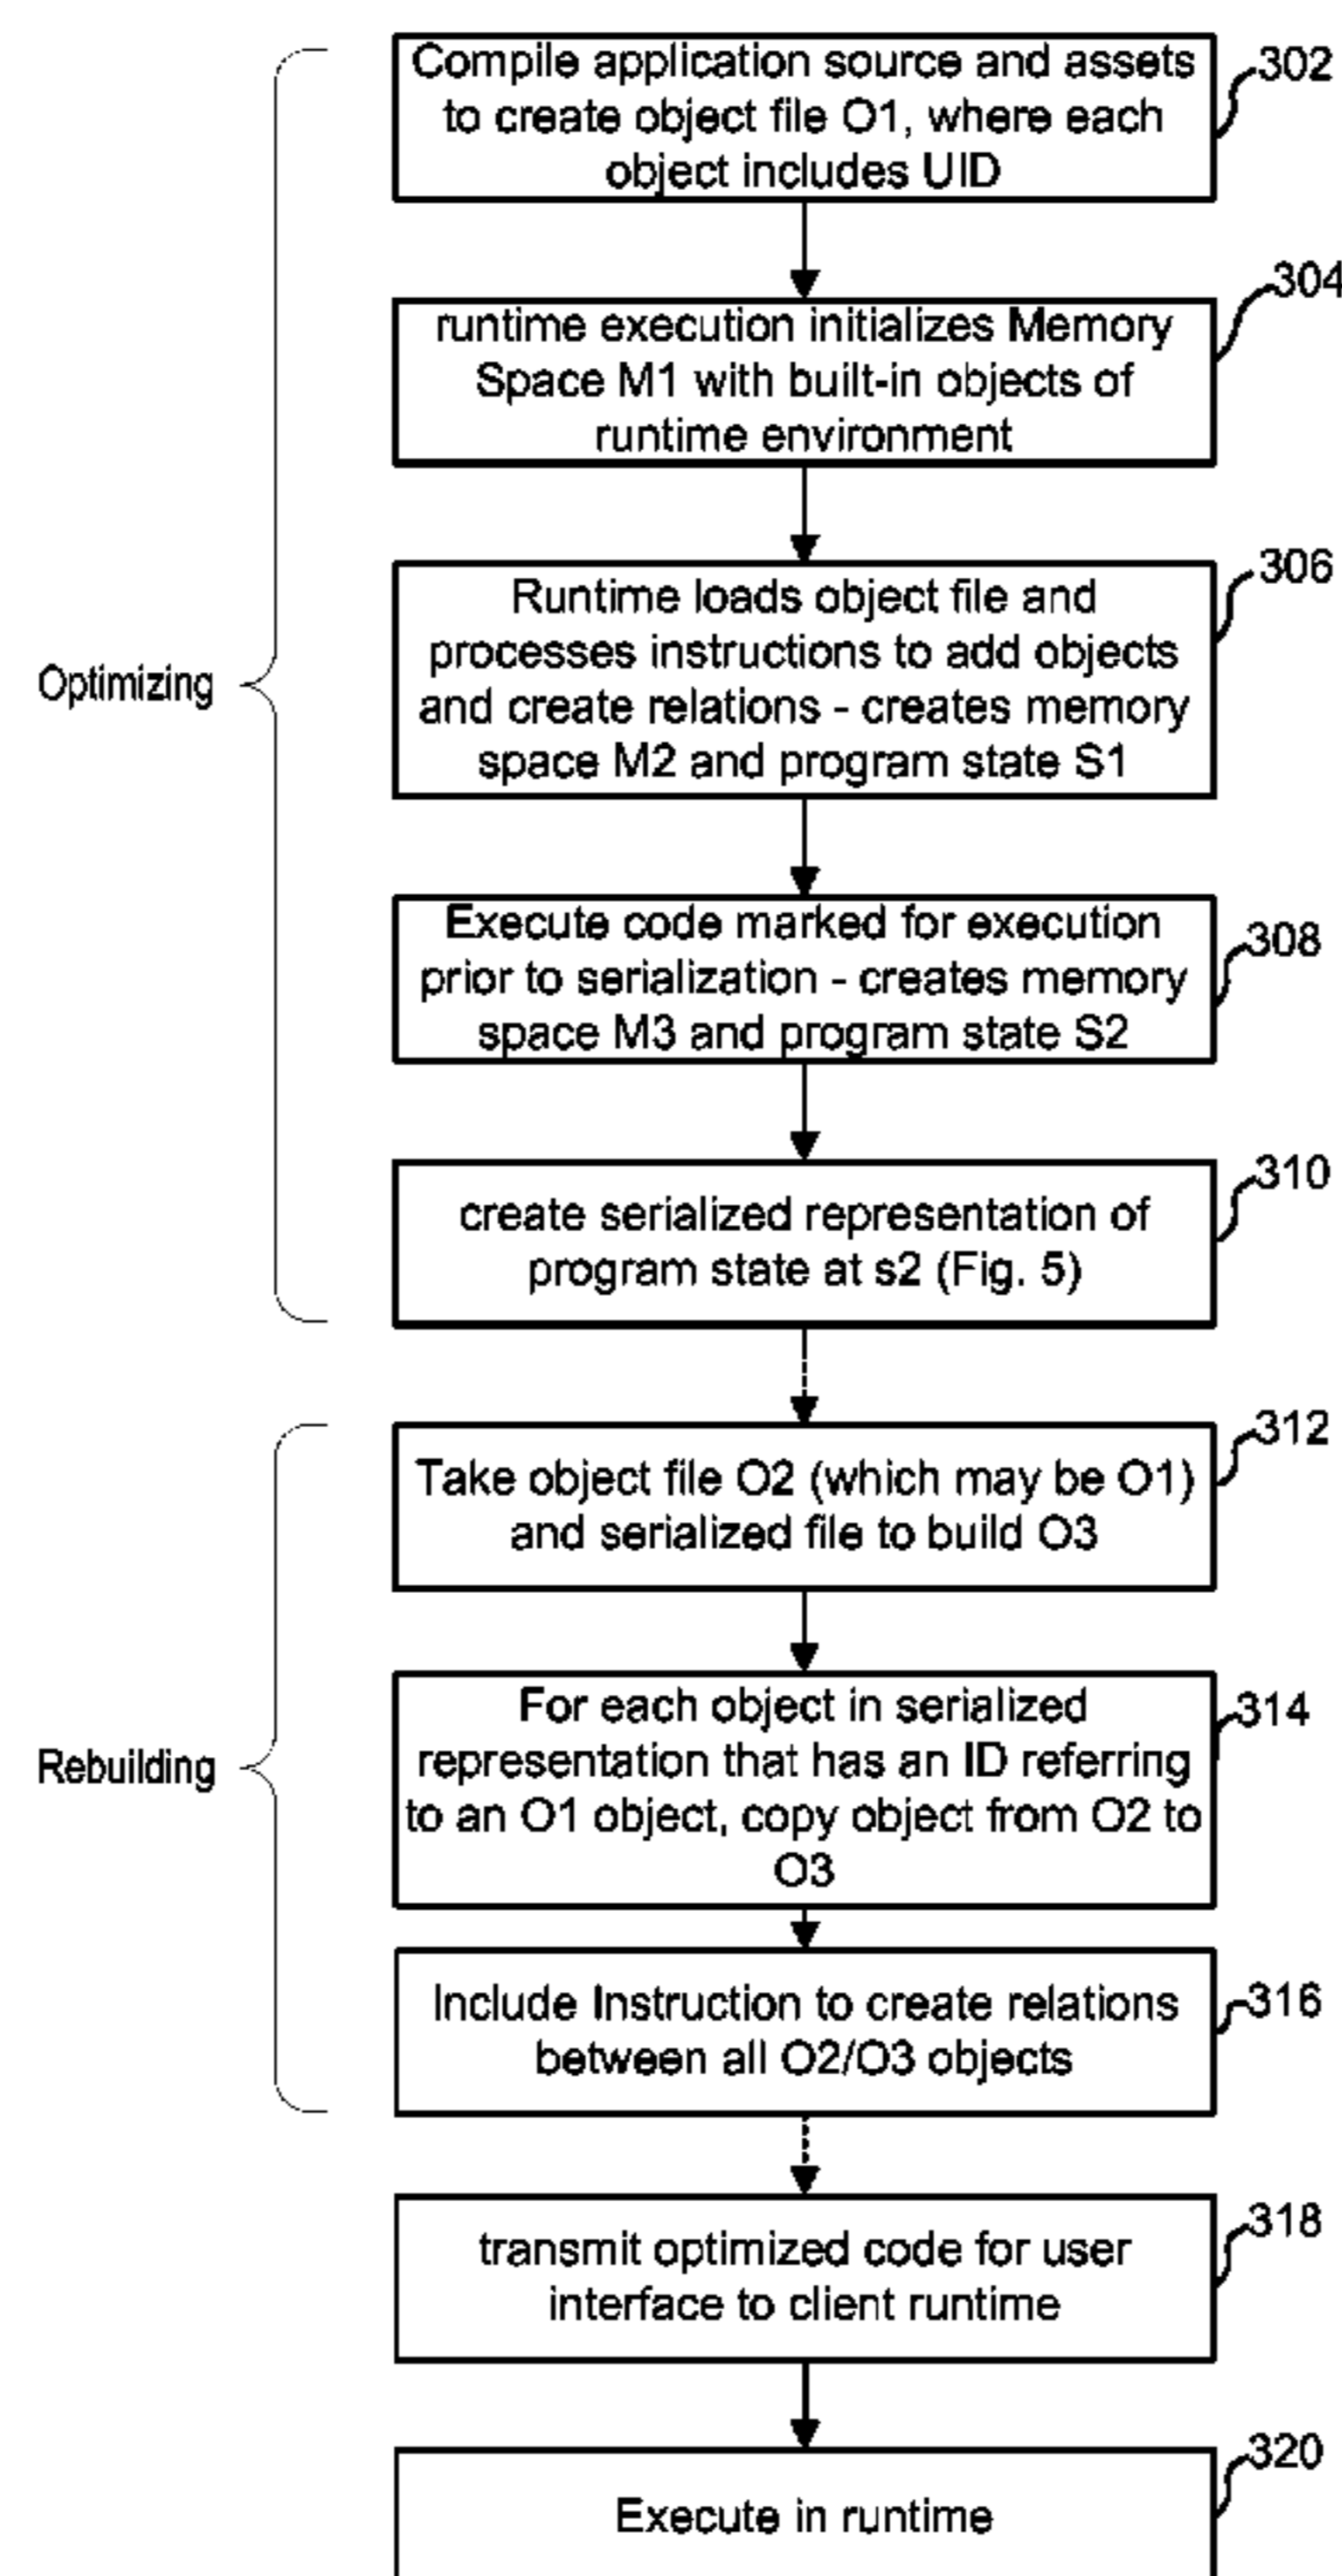 Compile application source and assets
to create object file O1, where each
object includes UID
302
runtime execution initializes Memory
Space M1 with built-in objects of
runtime environment
304
Runtime loads object file and
processes instructions to add objects
and create relations - creates memory
space M2 and program state S1
306
Optimizing
Execute code marked for execution
prior to serialization - creates memory
space M3 and program state S2
308
create serialized representation of
program state at s2 (Fig. 5)
310
Take object file O2 (which may be O1)
and serialized file to build O3
312
For each object in serialized
representation that has an ID referring
to an O1 object, copy object from O2 to
O3
314
Rebuilding
Include Instruction to create relations
between all O2/O3 objects
316
transmit optimized code for user
interface to client runtime
318
Execute in runtime
320